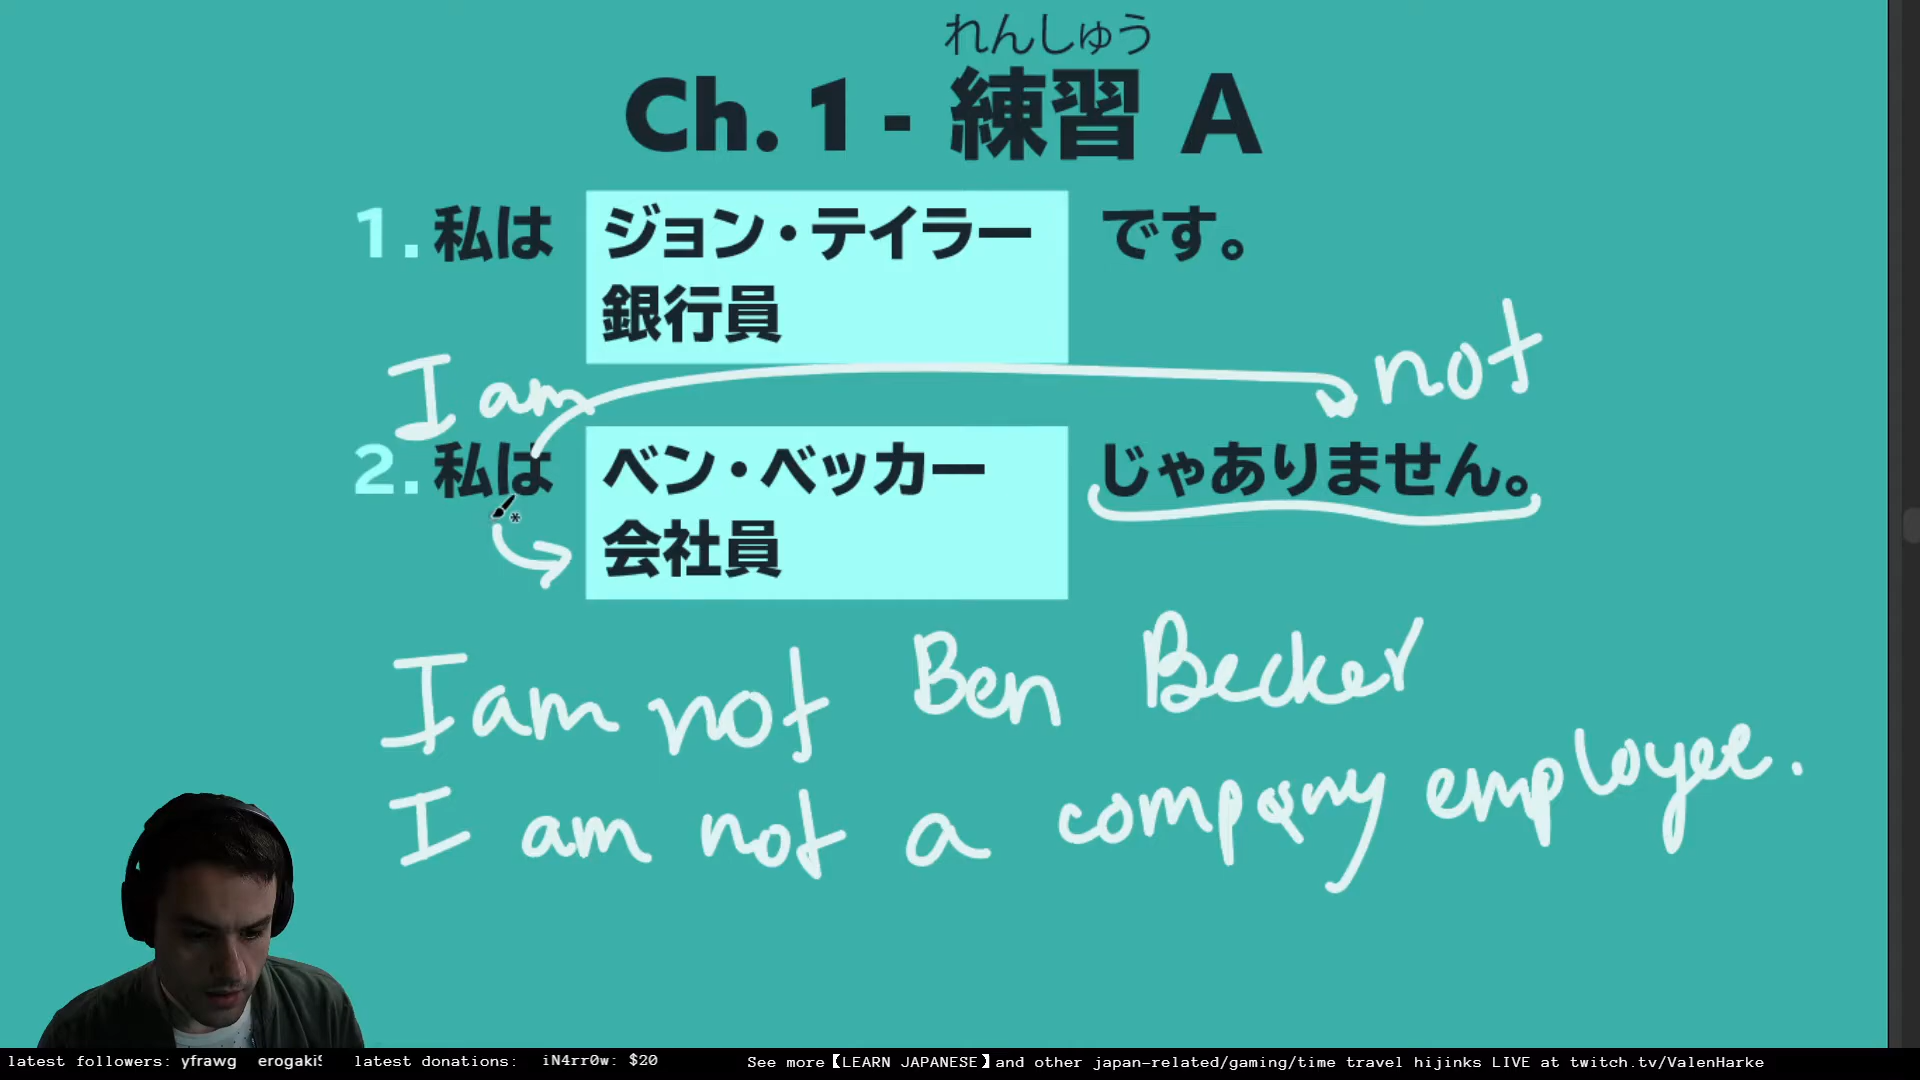 れんしゅう
Ch. 1 - 練習 A
1. 私は ジョン・テイラー です。
銀行員
I am not
2. 私は ベン・ベッカー じゃありません。
会社員
I am not Ben Becker
I am not a company employee.
latest followers: yfrawg latest donations: iN4rr0w: $20 See more【LEARN JAPANESE】and other japan-related/gaming/time travel hijinks LIVE at twitch.tv/ValenHarke